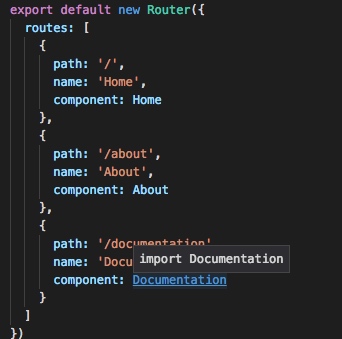 export default new Router({
routes: [
{
path: '/',
name: 'Home',
component: Home
},
{
path: '/about',
name: 'About',
component: About
},
{
path: '/documentation'
name: 'Docu
import Documentation
component: Documentation
}
]
})